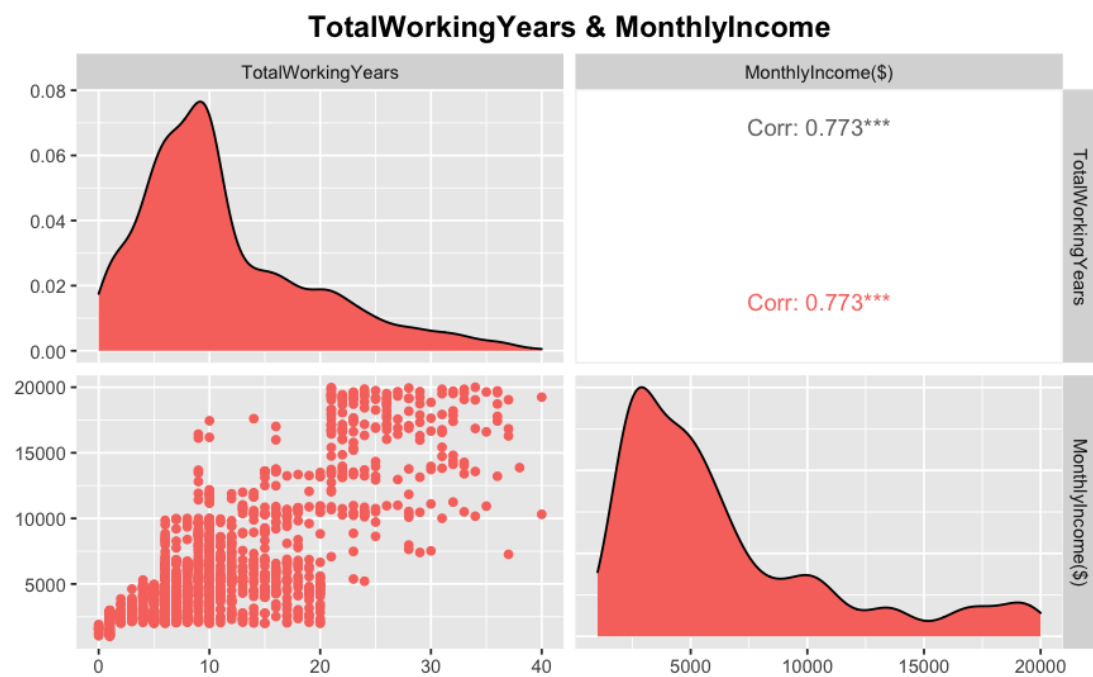 TotalWorkingYears & MonthlyIncome
TotalWorkingYears
MonthlyIncome($)
0.08
0.06
0.04
0.02
0.00
Corr: 0.773***
Corr: 0.773***
TotalWorkingYears
20000
15000
10000
5000
MonthlyIncome($)
0 10 20 30 40
5000 10000 15000 20000